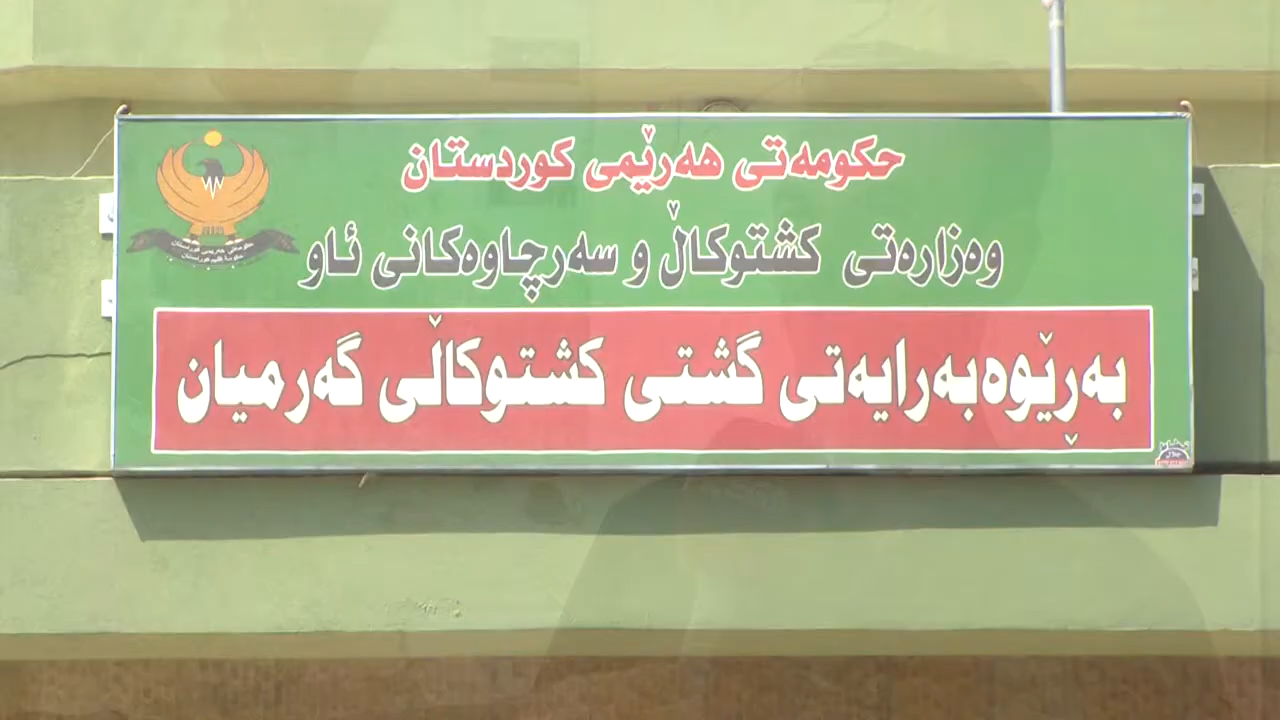 حکومەتی هەرێمی کوردستان
وەزارەتی کشتوکاڵ و سەرچاوەکانی ئاو
بەڕێوەبەرایەتی گشتی کشتوکاڵی گەرمیان